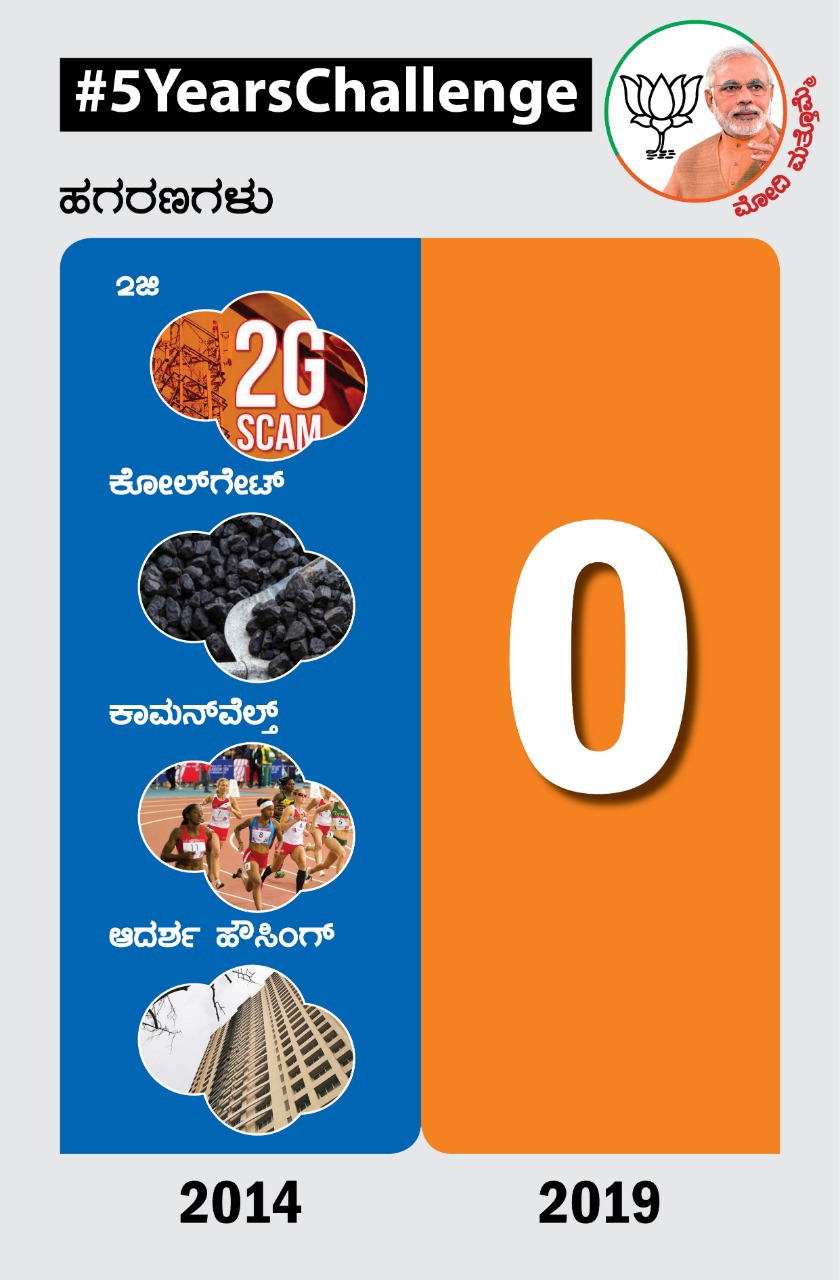 #5YearsChallenge
ಮೋದಿ ಮತ್ತೊಮ್ಮೆ
ಹಗರಣಗಳು
೨ಜಿ
2G
SCAM
ಕೋಲ್‌ಗೇಟ್
ಕಾಮನ್‌ವೆಲ್ತ್
ಆದರ್ಶ ಹೌಸಿಂಗ್
0
2014 2019